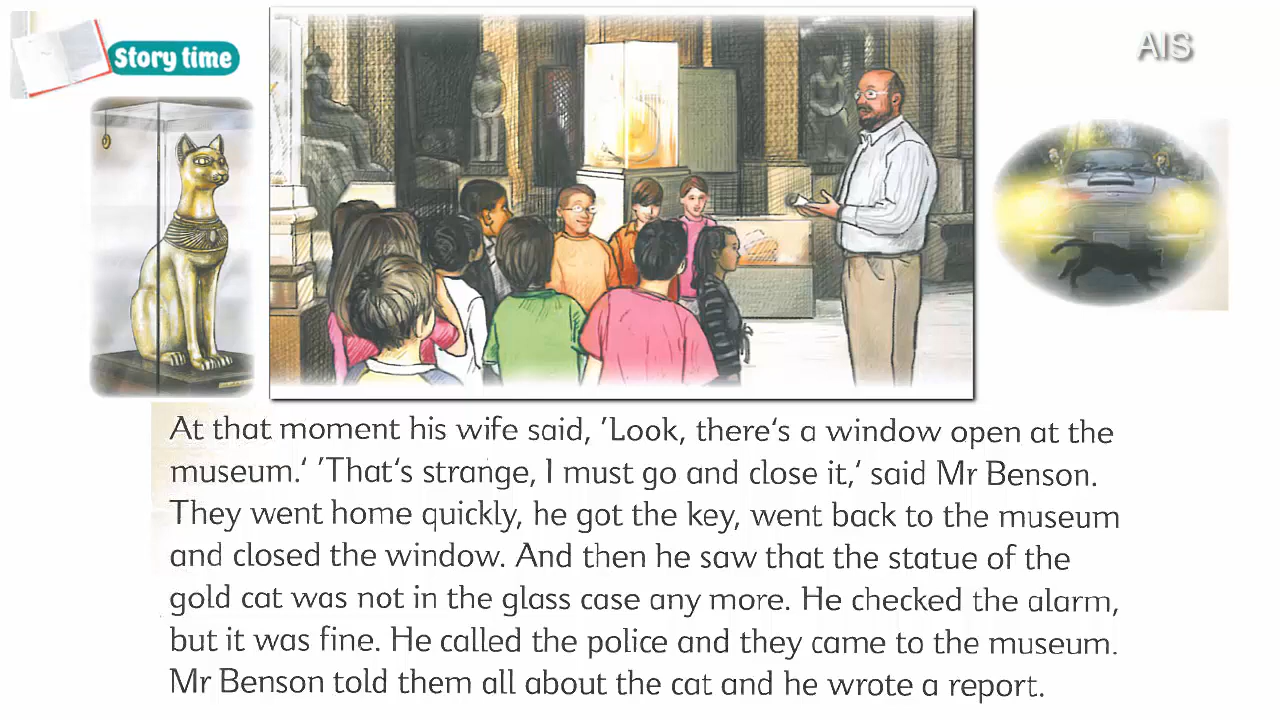 Story time
AIS
At that moment his wife said, 'Look, there's a window open at the
museum.' 'That's strange, I must go and close it,' said Mr Benson.
They went home quickly, he got the key, went back to the museum
and closed the window. And then he saw that the statue of the
gold cat was not in the glass case any more. He checked the alarm,
but it was fine. He called the police and they came to the museum.
Mr Benson told them all about the cat and he wrote a report.